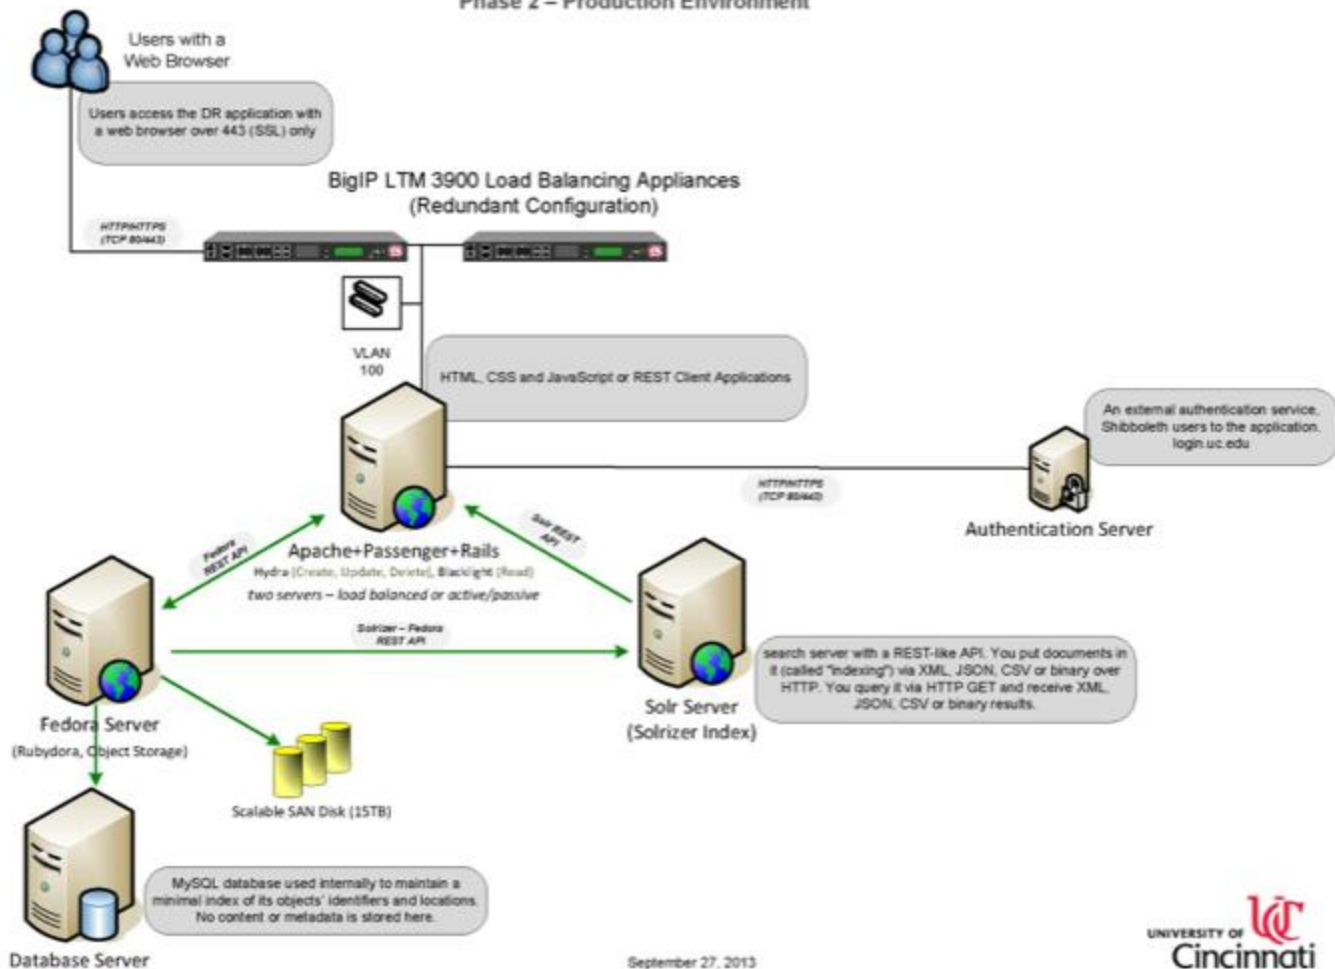 Phase 2 – Production Environment
Users with a
Web Browser
Users access the DR application with
a web browser over 443 (SSL) only
BigIP LTM 3900 Load Balancing Appliances
(Redundant Configuration)
HTTP/HTTPS
(TCP 80/443)
VLAN
100
HTML, CSS and JavaScript or REST Client Applications
An external authentication service,
Shibboleth users to the application.
login.uc.edu
HTTP/HTTPS
(TCP 80/443)
Authentication Server
Fedora
REST API
Solr REST
API
Apache+Passenger+Rails
Hydra (Create, Update, Delete), Blacklight (Read)
two servers – load balanced or active/passive
Solrizer – Fedora
REST API
search server with a REST-like API. You put documents in
it (called "indexing") via XML, JSON, CSV or binary over
HTTP. You query it via HTTP GET and receive XML,
JSON, CSV or binary results.
Solr Server
(Solrizer Index)
Fedora Server
(Rubydora, Object Storage)
Scalable SAN Disk (15TB)
MySQL database used internally to maintain a
minimal index of its objects' identifiers and locations.
No content or metadata is stored here.
Database Server
September 27, 2013
UNIVERSITY OF
UC
Cincinnati